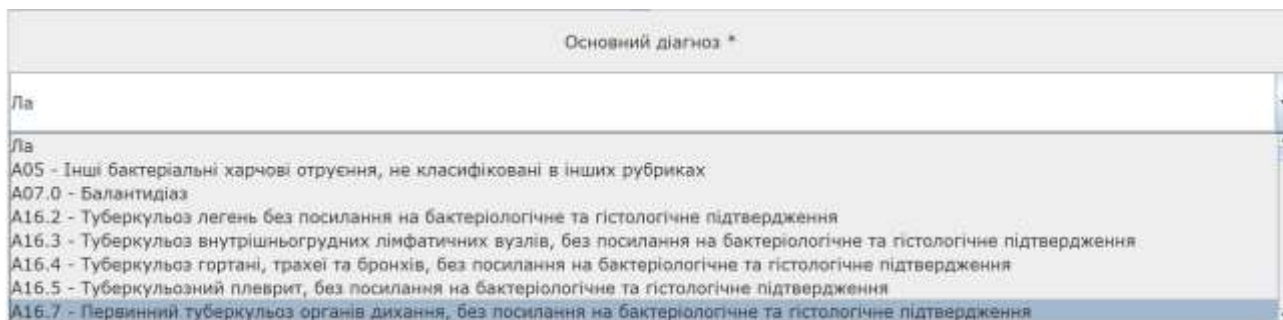 Основний діагноз *
Ла
Ла
A05 - Інші бактеріальні харчові отруєння, не класифіковані в інших рубриках
A07.0 - Балантидіаз
A16.2 - Туберкульоз легень без посилання на бактеріологічне та гістологічне підтвердження
A16.3 - Туберкульоз внутрішньогрудних лімфатичних вузлів, без посилання на бактеріологічне та гістологічне підтвердження
A16.4 - Туберкульоз гортані, трахеї та бронхів, без посилання на бактеріологічне та гістологічне підтвердження
A16.5 - Туберкульозний плеврит, без посилання на бактеріологічне та гістологічне підтвердження
A16.7 - Первинний туберкульоз органів дихання, без посилання на бактеріологічне та гістологічне підтвердження